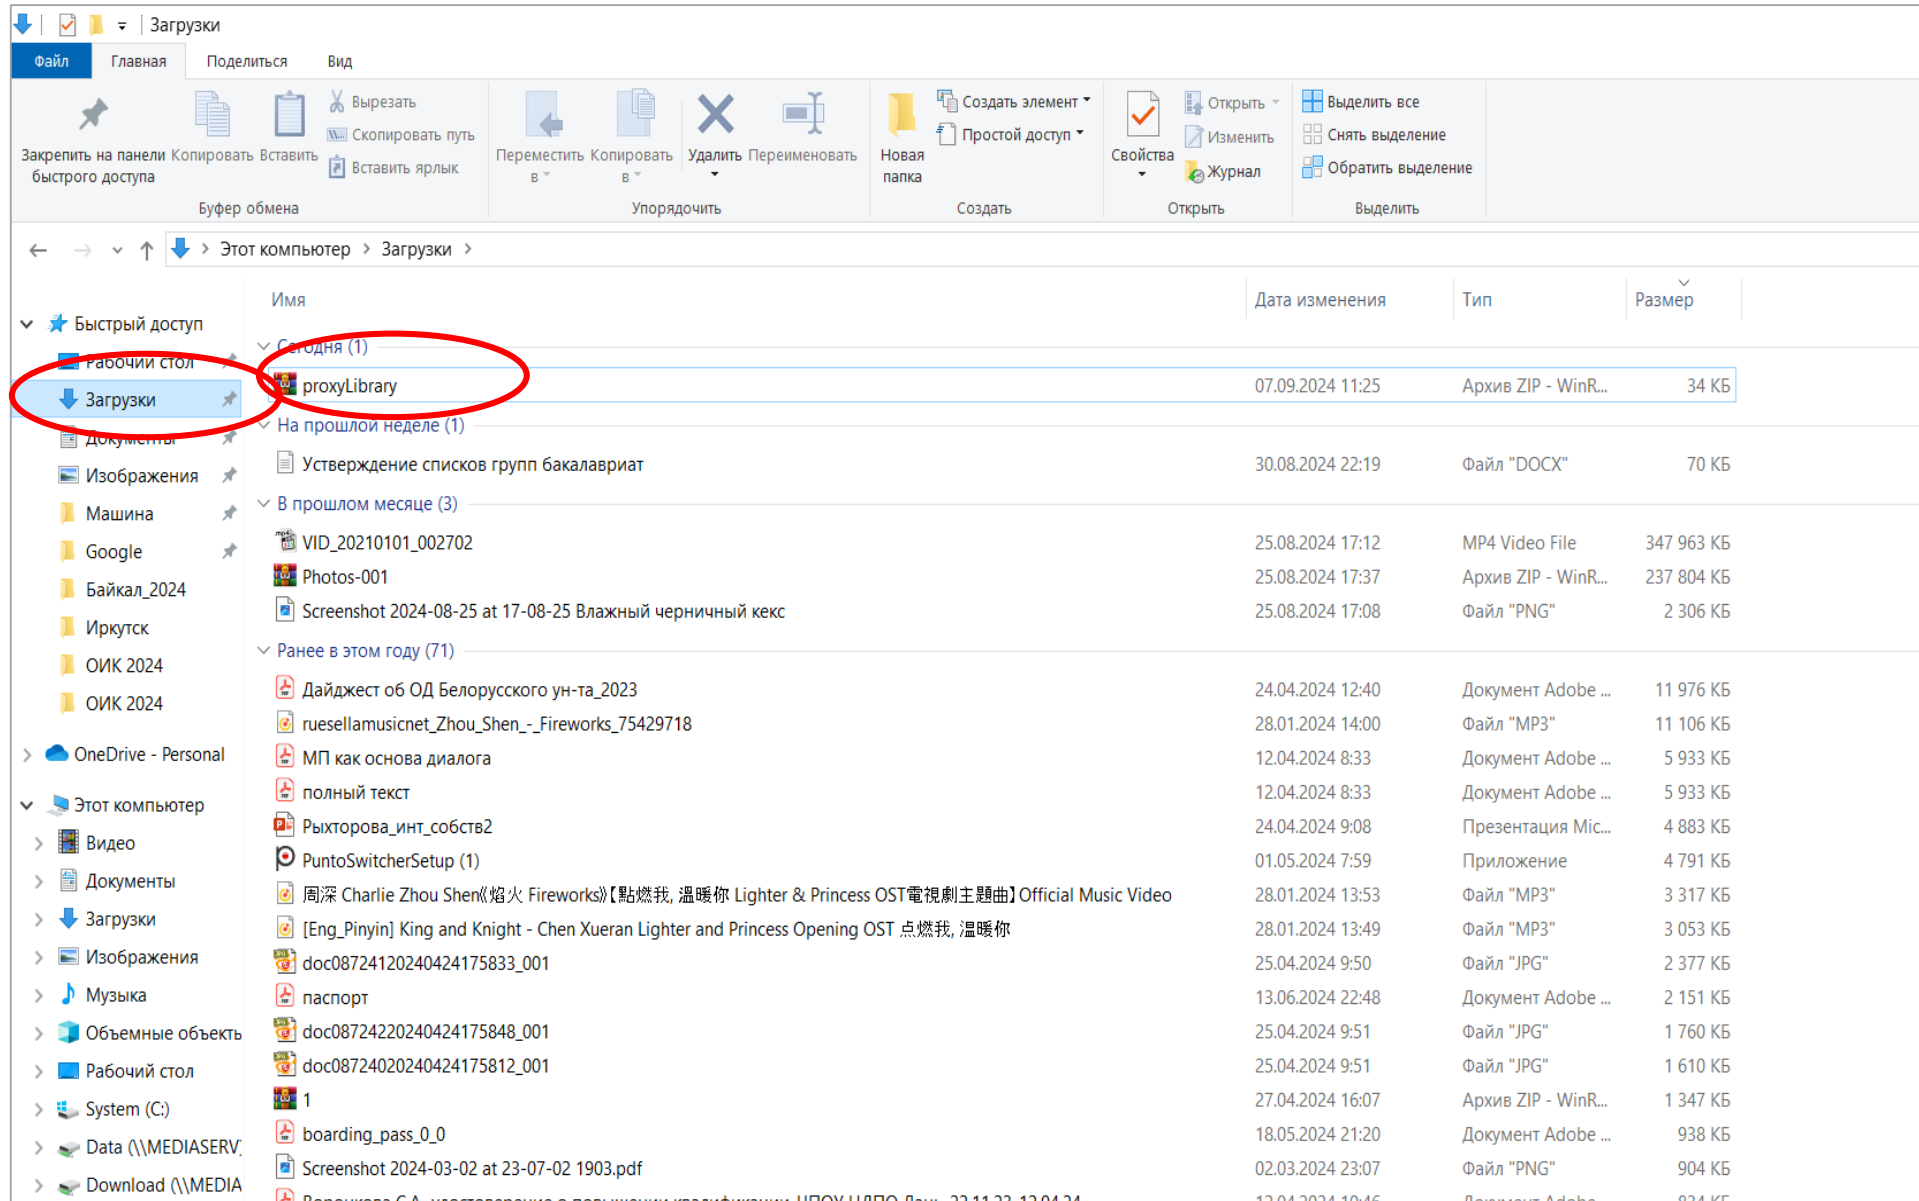 Загрузки
Файл Главная Поделиться Вид
Закрепить на панели быстрого доступа
Копировать
Вставить
Вырезать
Скопировать путь
Вставить ярлык
Буфер обмена
Переместить в
Копировать в
Удалить
Переименовать
Упорядочить
Новая папка
Создать элемент
Простой доступ
Создать
Свойства
Открыть
Изменить
Журнал
Открыть
Выделить все
Снять выделение
Обратить выделение
Выделить
Этот компьютер > Загрузки >
Быстрый доступ
Рабочий стол
Загрузки
Документы
Изображения
Машина
Google
Байкал_2024
Иркутск
ОИК 2024
ОИК 2024
OneDrive - Personal
Этот компьютер
Видео
Документы
Загрузки
Изображения
Музыка
Объемные объекты
Рабочий стол
System (C:)
Data (\\MEDIASERV
Download (\\MEDIA
Имя Дата изменения Тип Размер
Сегодня (1)
proxyLibrary 07.09.2024 11:25 Архив ZIP - WinR... 34 КБ
На прошлой неделе (1)
Устверждение списков групп бакалавриат 30.08.2024 22:19 Файл "DOCX" 70 КБ
В прошлом месяце (3)
VID_20210101_002702 25.08.2024 17:12 MP4 Video File 347 963 КБ
Photos-001 25.08.2024 17:37 Архив ZIP - WinR... 237 804 КБ
Screenshot 2024-08-25 at 17-08-25 Влажный черничный кекс 25.08.2024 17:08 Файл "PNG" 2 306 КБ
Ранее в этом году (71)
Дайджест об ОД Белорусского ун-та_2023 24.04.2024 12:40 Документ Adobe ... 11 976 КБ
ruesellamusicnet_Zhou_Shen_-_Fireworks_75429718 28.01.2024 14:00 Файл "MP3" 11 106 КБ
МП как основа диалога 12.04.2024 8:33 Документ Adobe ... 5 933 КБ
полный текст 12.04.2024 8:33 Документ Adobe ... 5 933 КБ
Рыхторова_инт_собств2 24.04.2024 9:08 Презентация Mic... 4 883 КБ
PuntoSwitcherSetup (1) 01.05.2024 7:59 Приложение 4 791 КБ
周深 Charlie Zhou Shen《焰火 Fireworks》【點燃我, 溫暖你 Lighter & Princess OST電視劇主題曲】Official Music Video 28.01.2024 13:53 Файл "MP3" 3 317 КБ
[Eng_Pinyin] King and Knight - Chen Xueran Lighter and Princess Opening OST 点燃我, 温暖你 28.01.2024 13:49 Файл "MP3" 3 053 КБ
doc08724120240424175833_001 25.04.2024 9:50 Файл "JPG" 2 377 КБ
паспорт 13.06.2024 22:48 Документ Adobe ... 2 151 КБ
doc08724220240424175848_001 25.04.2024 9:51 Файл "JPG" 1 760 КБ
doc08724020240424175812_001 25.04.2024 9:51 Файл "JPG" 1 610 КБ
1 27.04.2024 16:07 Архив ZIP - WinR... 1 347 КБ
boarding_pass_0_0 18.05.2024 21:20 Документ Adobe ... 938 КБ
Screenshot 2024-03-02 at 23-07-02 1903.pdf 02.03.2024 23:07 Файл "PNG" 904 КБ